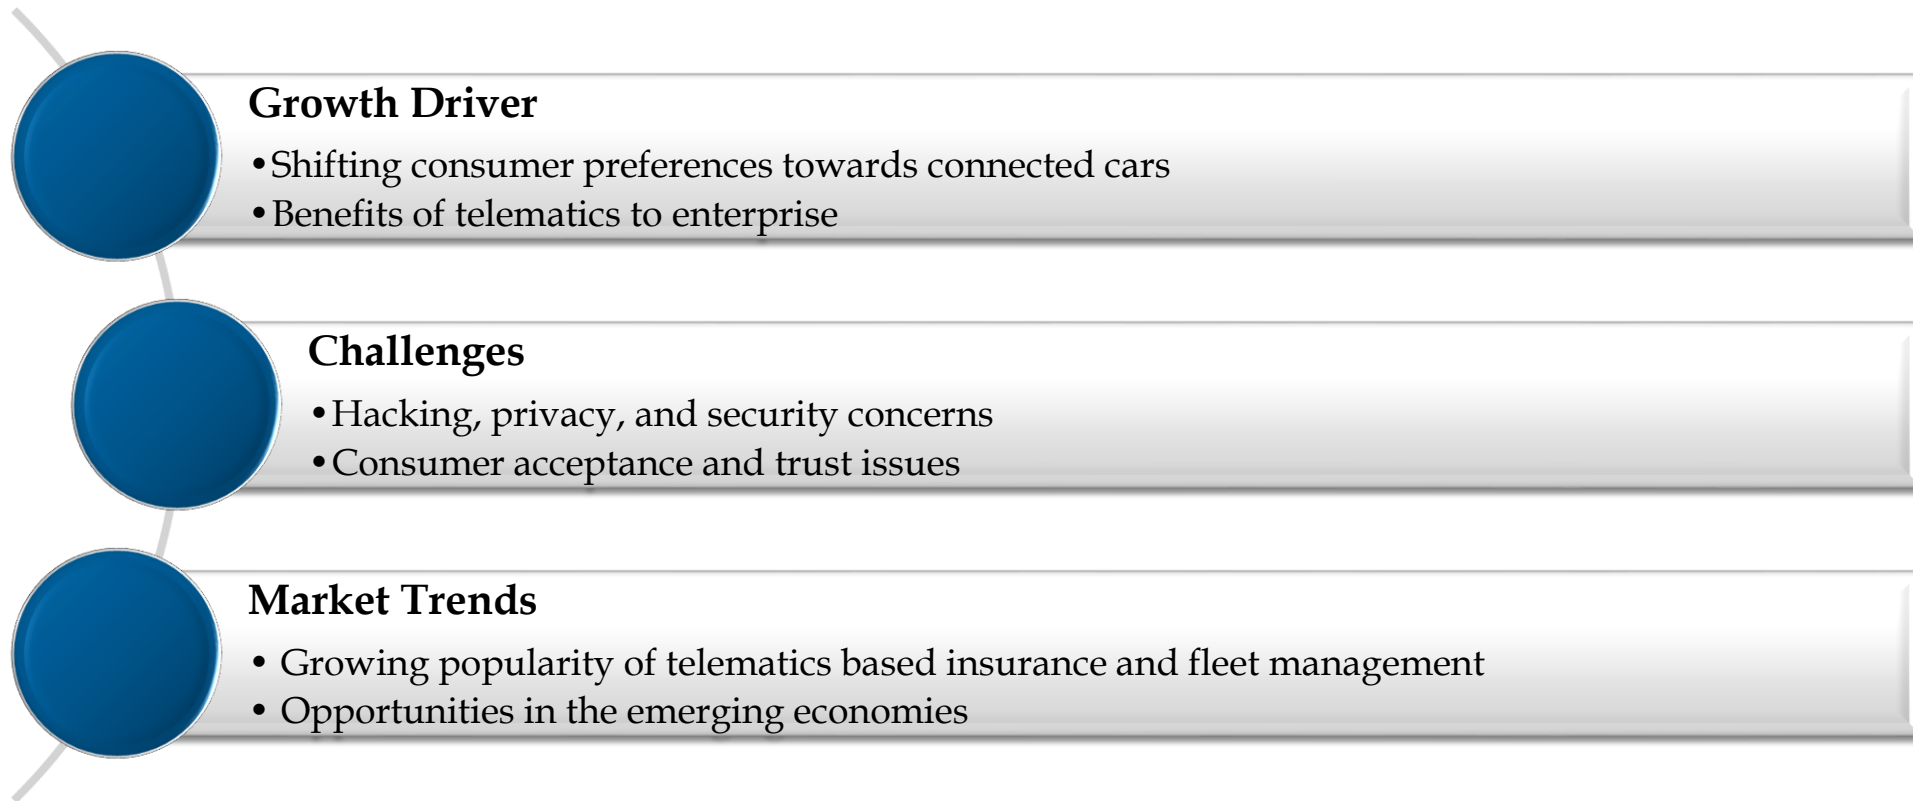 Growth Driver
•Shifting consumer preferences towards connected cars
•Benefits of telematics to enterprise
Challenges
•Hacking, privacy, and security concerns
•Consumer acceptance and trust issues
Market Trends
• Growing popularity of telematics based insurance and fleet management
• Opportunities in the emerging economies